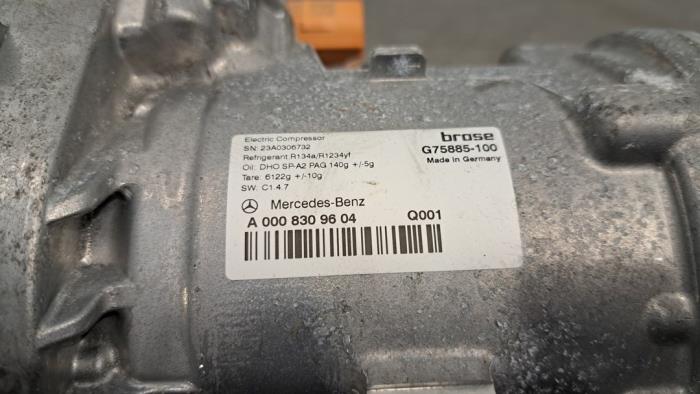 Electric Compressor
SN: 23A0306732
Refrigerant R134a/R1234yf
Oil: DHO SP-A2 PAG 140g +/-5g
Tare: 6122g +/-10g
SW: C1.4.7
brose
G75885-100
Made in Germany
Mercedes-Benz
A 000 830 96 04 Q001